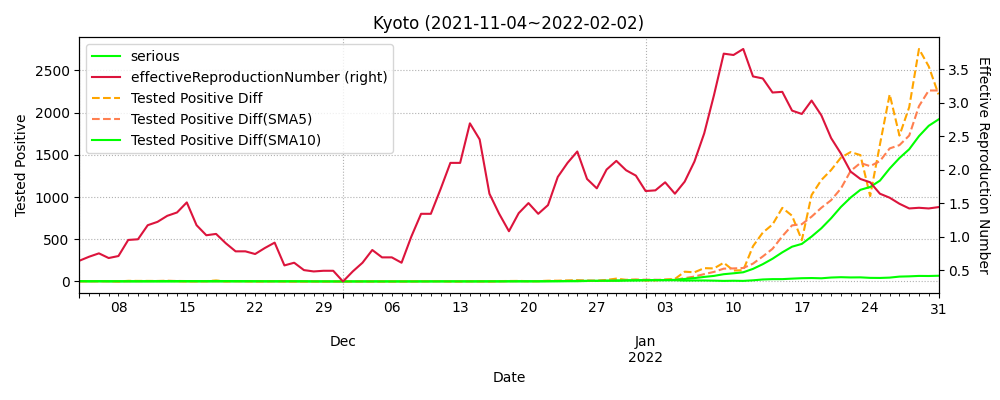 Kyoto (2021-11-04~2022-02-02)
serious
effectiveReproductionNumber (right)
Tested Positive Diff
Tested Positive Diff(SMA5)
Tested Positive Diff(SMA10)
Tested Positive
2500
2000
1500
1000
500
0
Effective Reproduction Number
3.5
3.0
2.5
2.0
1.5
1.0
0.5
08 15 22 29 06 13 20 27 03 10 17 24 31
Dec Jan
2022
Date